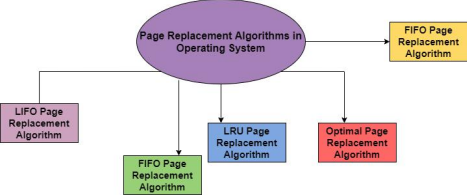 Page Replacement Algorithms in
Operating System
FIFO Page
Replacement
Algorithm
LIFO Page
Replacement
Algorithm
FIFO Page
Replacement
Algorithm
LRU Page
Replacement
Algorithm
Optimal Page
Replacement
Algorithm